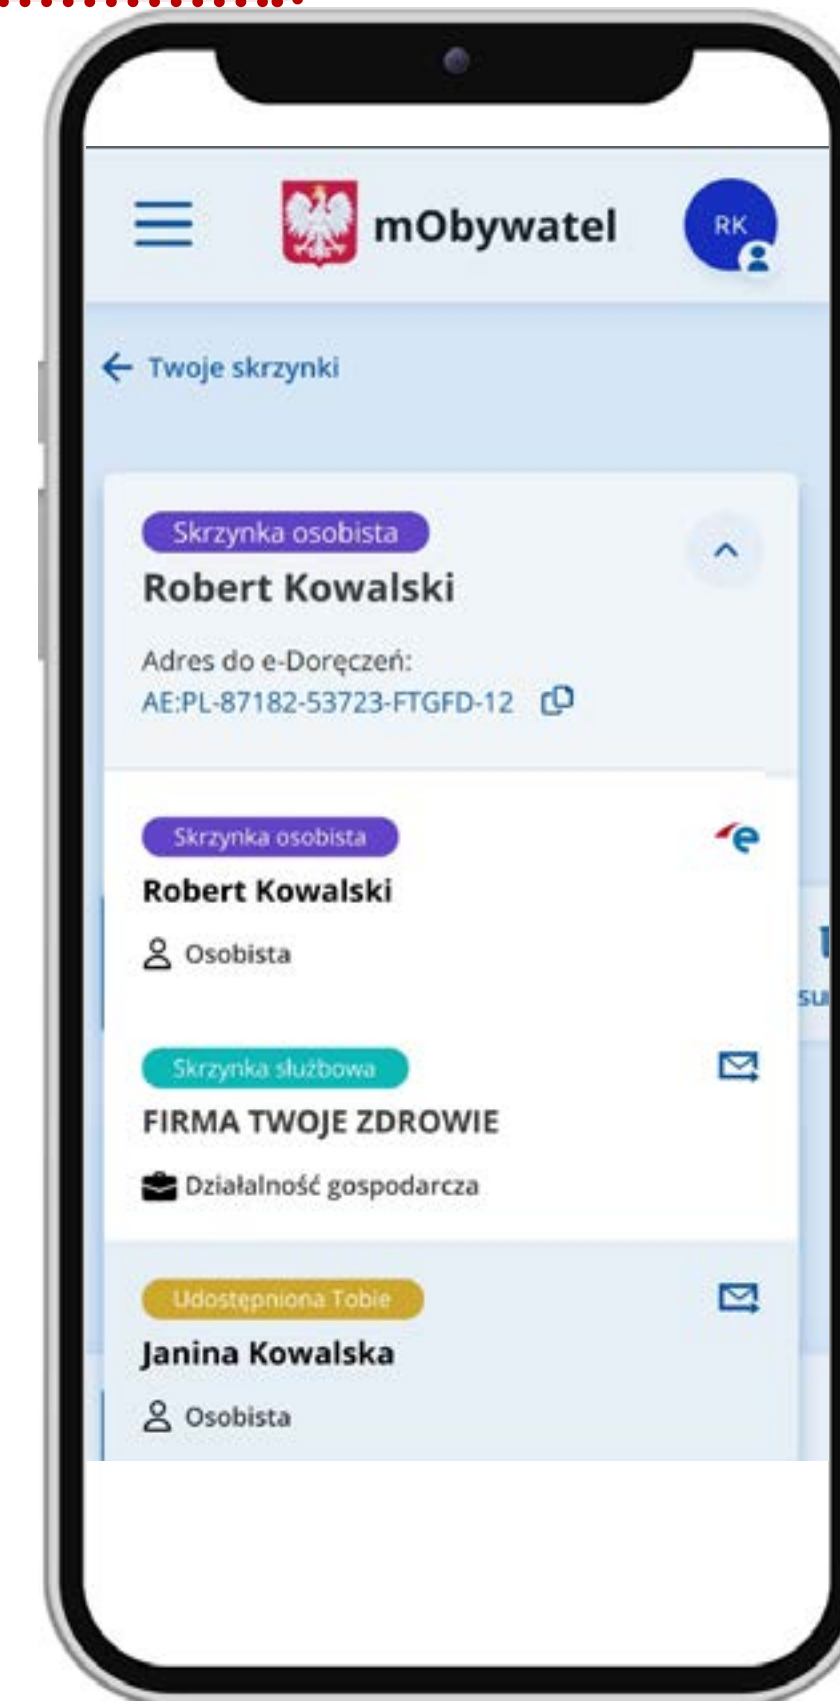 mObywatel
RK
Twoje skrzynki
Skrzynka osobista
Robert Kowalski
Adres do e-Doręczeń:
AE:PL-87182-53723-FTGFD-12
Skrzynka osobista
Robert Kowalski
Osobista
Skrzynka służbowa
FIRMA TWOJE ZDROWIE
Działalność gospodarcza
Udostępniona Tobie
Janina Kowalska
Osobista